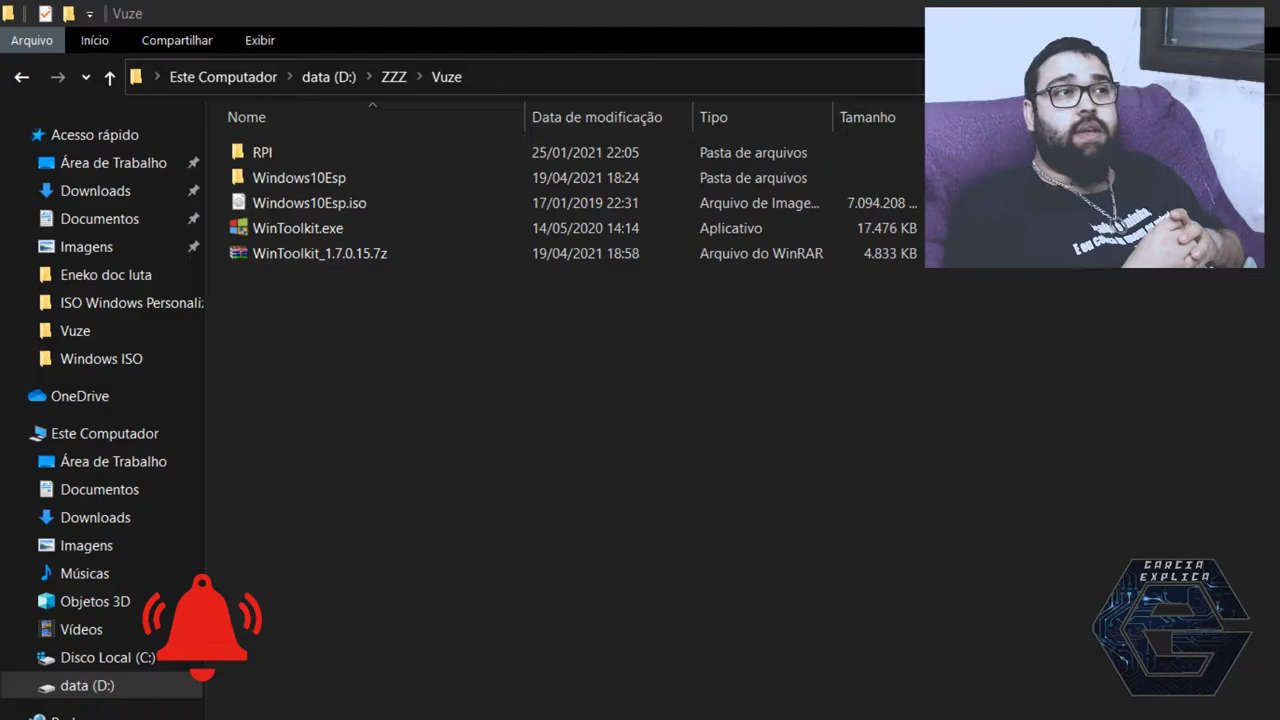 Vuze
Arquivo Início Compartilhar Exibir
Este Computador data (D:) ZZZ Vuze
Nome Data de modificação Tipo Tamanho
RPI 25/01/2021 22:05 Pasta de arquivos
Windows10Esp 19/04/2021 18:24 Pasta de arquivos
Windows10Esp.iso 17/01/2019 22:31 Arquivo de Image... 7.094.208 ...
WinToolkit.exe 14/05/2020 14:14 Aplicativo 17.476 KB
WinToolkit_1.7.0.15.7z 19/04/2021 18:58 Arquivo do WinRAR 4.833 KB
Acesso rápido
Área de Trabalho
Downloads
Documentos
Imagens
Eneko doc luta
ISO Windows Personali
Vuze
Windows ISO
OneDrive
Este Computador
Área de Trabalho
Documentos
Downloads
Imagens
Músicas
Objetos 3D
Vídeos
Disco Local (C:)
data (D:)
GARCIA
EXPLICA